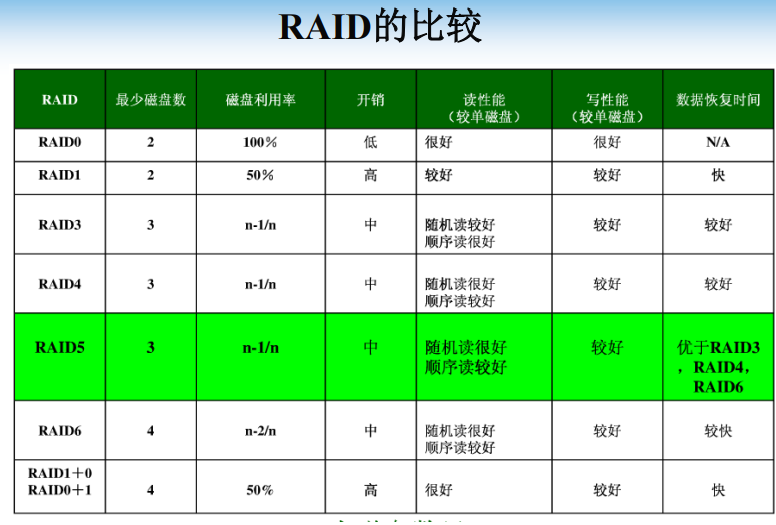 RAID的比较
RAID 最少磁盘数 磁盘利用率 开销 读性能 写性能 数据恢复时间
（较单磁盘） （较单磁盘）
RAID0 2 100% 低 很好 很好 N/A
RAID1 2 50% 高 较好 较好 快
RAID3 3 n-1/n 中 随机读较好 较好 较好
顺序读很好
RAID4 3 n-1/n 中 随机读很好 较好 较好
顺序读较好
RAID5 3 n-1/n 中 随机读很好 较好 优于RAID3
顺序读较好 ，RAID4，
RAID6
RAID6 4 n-2/n 中 随机读很好 较好 较快
顺序读较好
RAID1＋0
RAID0＋1 4 50% 高 很好 较好 快